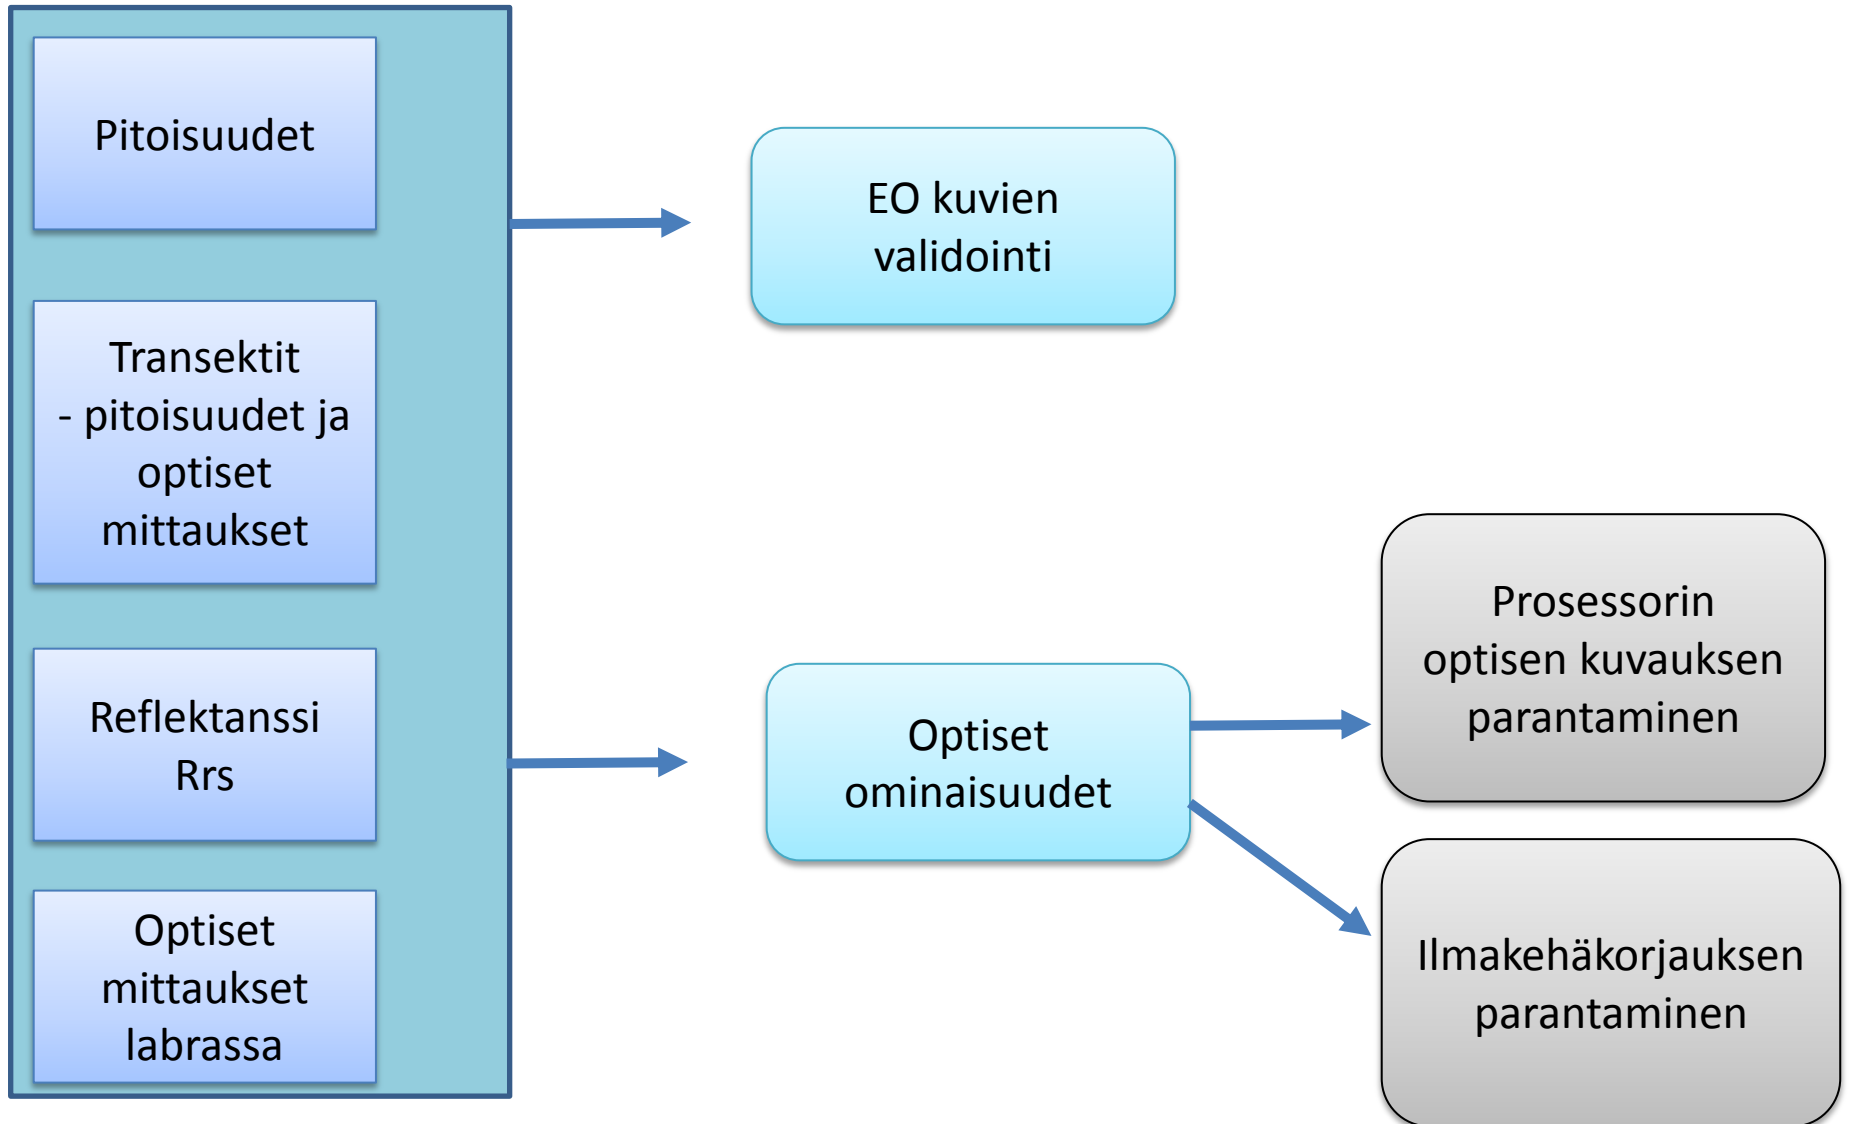 Pitoisuudet
Transektit
- pitoisuudet ja
optiset
mittaukset
Reflektanssi
Rrs
Optiset
mittaukset
labrassa
EO kuvien
validointi
Optiset
ominaisuudet
Prosessorin
optisen kuvauksen
parantaminen
Ilmakehäkorjauksen
parantaminen